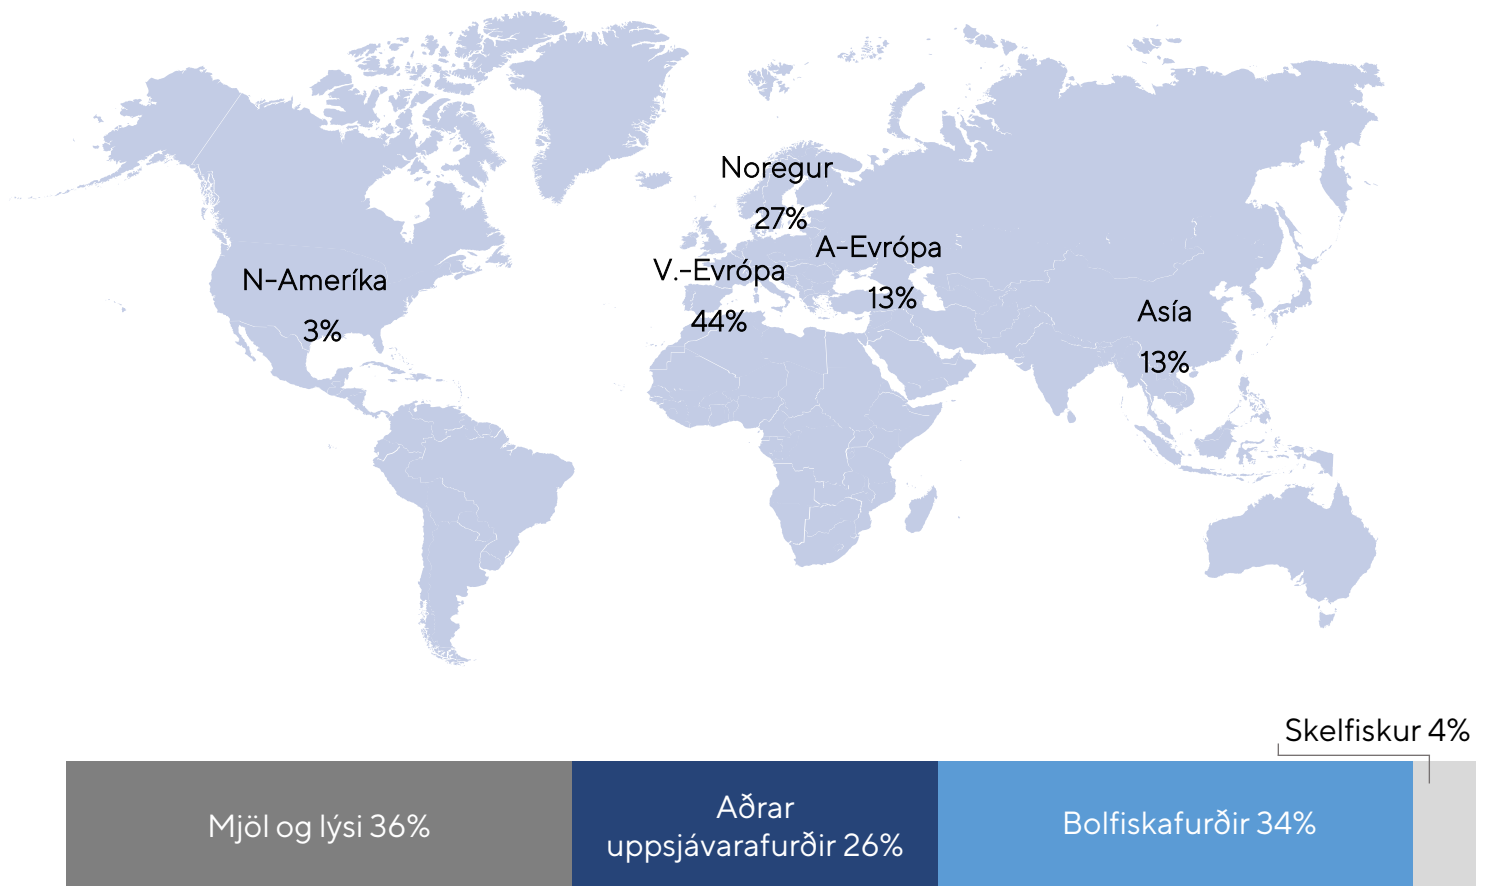 Noregur
27%
A-Evrópa
13%
V.-Evrópa
44%
N-Ameríka
3%
Asía
13%
Skelfiskur 4%
Mjöl og lýsi 36%
Aðrar
uppsjávarafurðir 26%
Bolfiskafurðir 34%